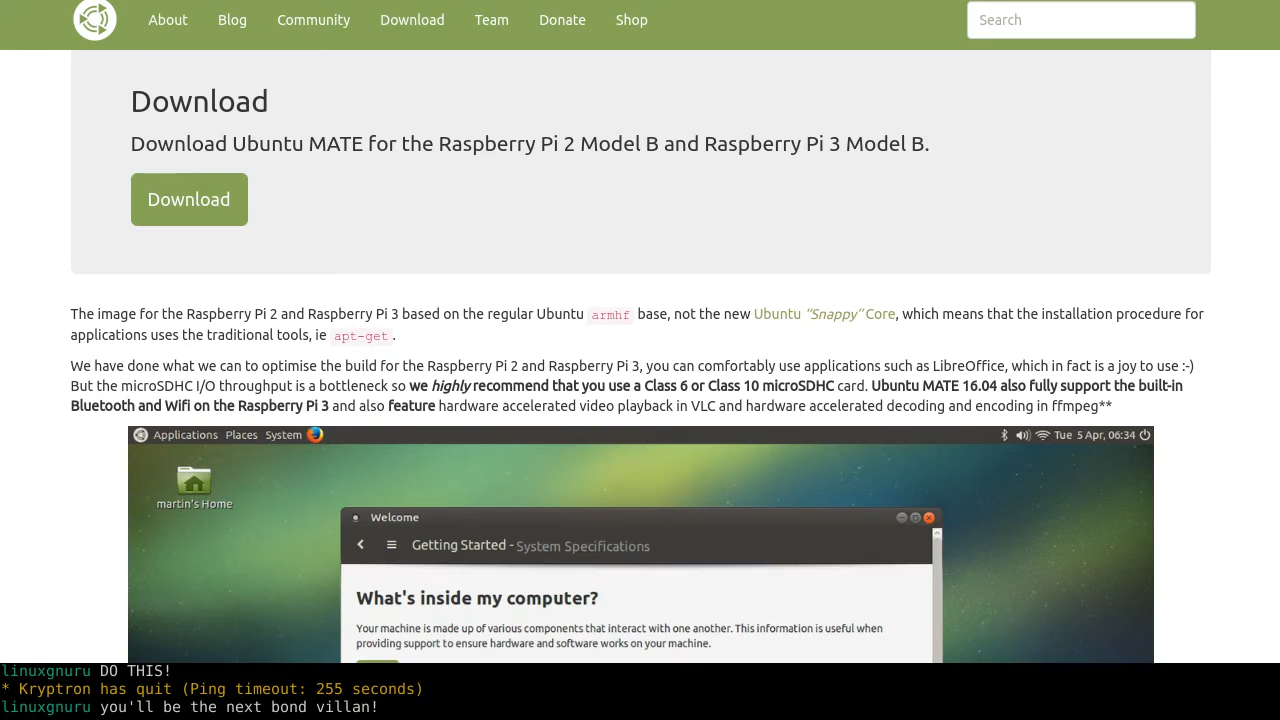 About Blog Community Download Team Donate Shop Search
Download
Download Ubuntu MATE for the Raspberry Pi 2 Model B and Raspberry Pi 3 Model B.
Download
The image for the Raspberry Pi 2 and Raspberry Pi 3 based on the regular Ubuntu armhf base, not the new Ubuntu “Snappy” Core, which means that the installation procedure for
applications uses the traditional tools, ie apt-get.
We have done what we can to optimise the build for the Raspberry Pi 2 and Raspberry Pi 3, you can comfortably use applications such as LibreOffice, which in fact is a joy to use :-)
But the microSDHC I/O throughput is a bottleneck so we highly recommend that you use a Class 6 or Class 10 microSDHC card. Ubuntu MATE 16.04 also fully support the built-in
Bluetooth and Wifi on the Raspberry Pi 3 and also feature hardware accelerated video playback in VLC and hardware accelerated decoding and encoding in ffmpeg**
Applications Places System Tue 5 Apr, 06:34
martin's Home
Welcome
Getting Started - System Specifications
What's inside my computer?
Your machine is made up of various components that interact with one another. This information is useful when
providing support to ensure hardware and software works on your machine.
linuxgnuru DO THIS!
* Kryptron has quit (Ping timeout: 255 seconds)
linuxgnuru you'll be the next bond villan!